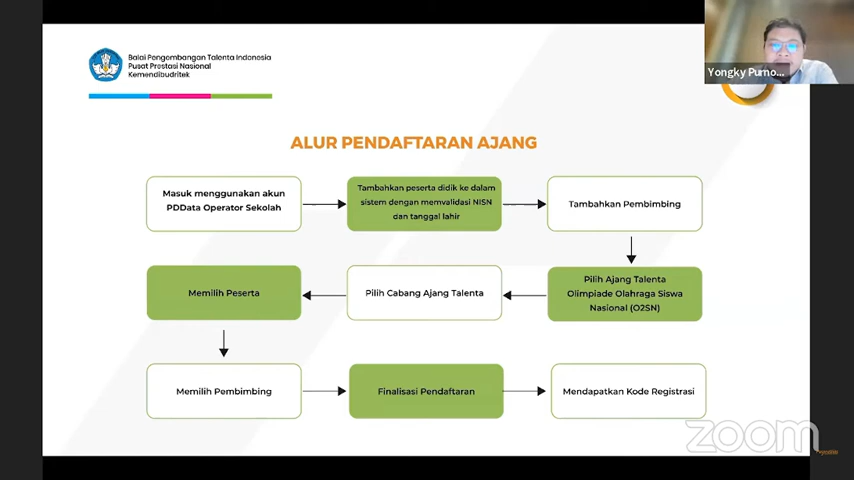 Balai Pengembangan Talenta Indonesia
Pusat Prestasi Nasional
Kemendibudritek
Yongky Purno...
ALUR PENDAFTARAN AJANG
Masuk menggunakan akun
PDData Operator Sekolah
Tambahkan peserta didik ke dalam
sistem dengan memvalidasi NISN
dan tanggal lahir
Tambahkan Pembimbing
Pilih Ajang Talenta
Olimpiade Olahraga Siswa
Nasional (O2SN)
Pilih Cabang Ajang Talenta
Memilih Peserta
Memilih Pembimbing
Finalisasi Pendaftaran
Mendapatkan Kode Registrasi
zoom